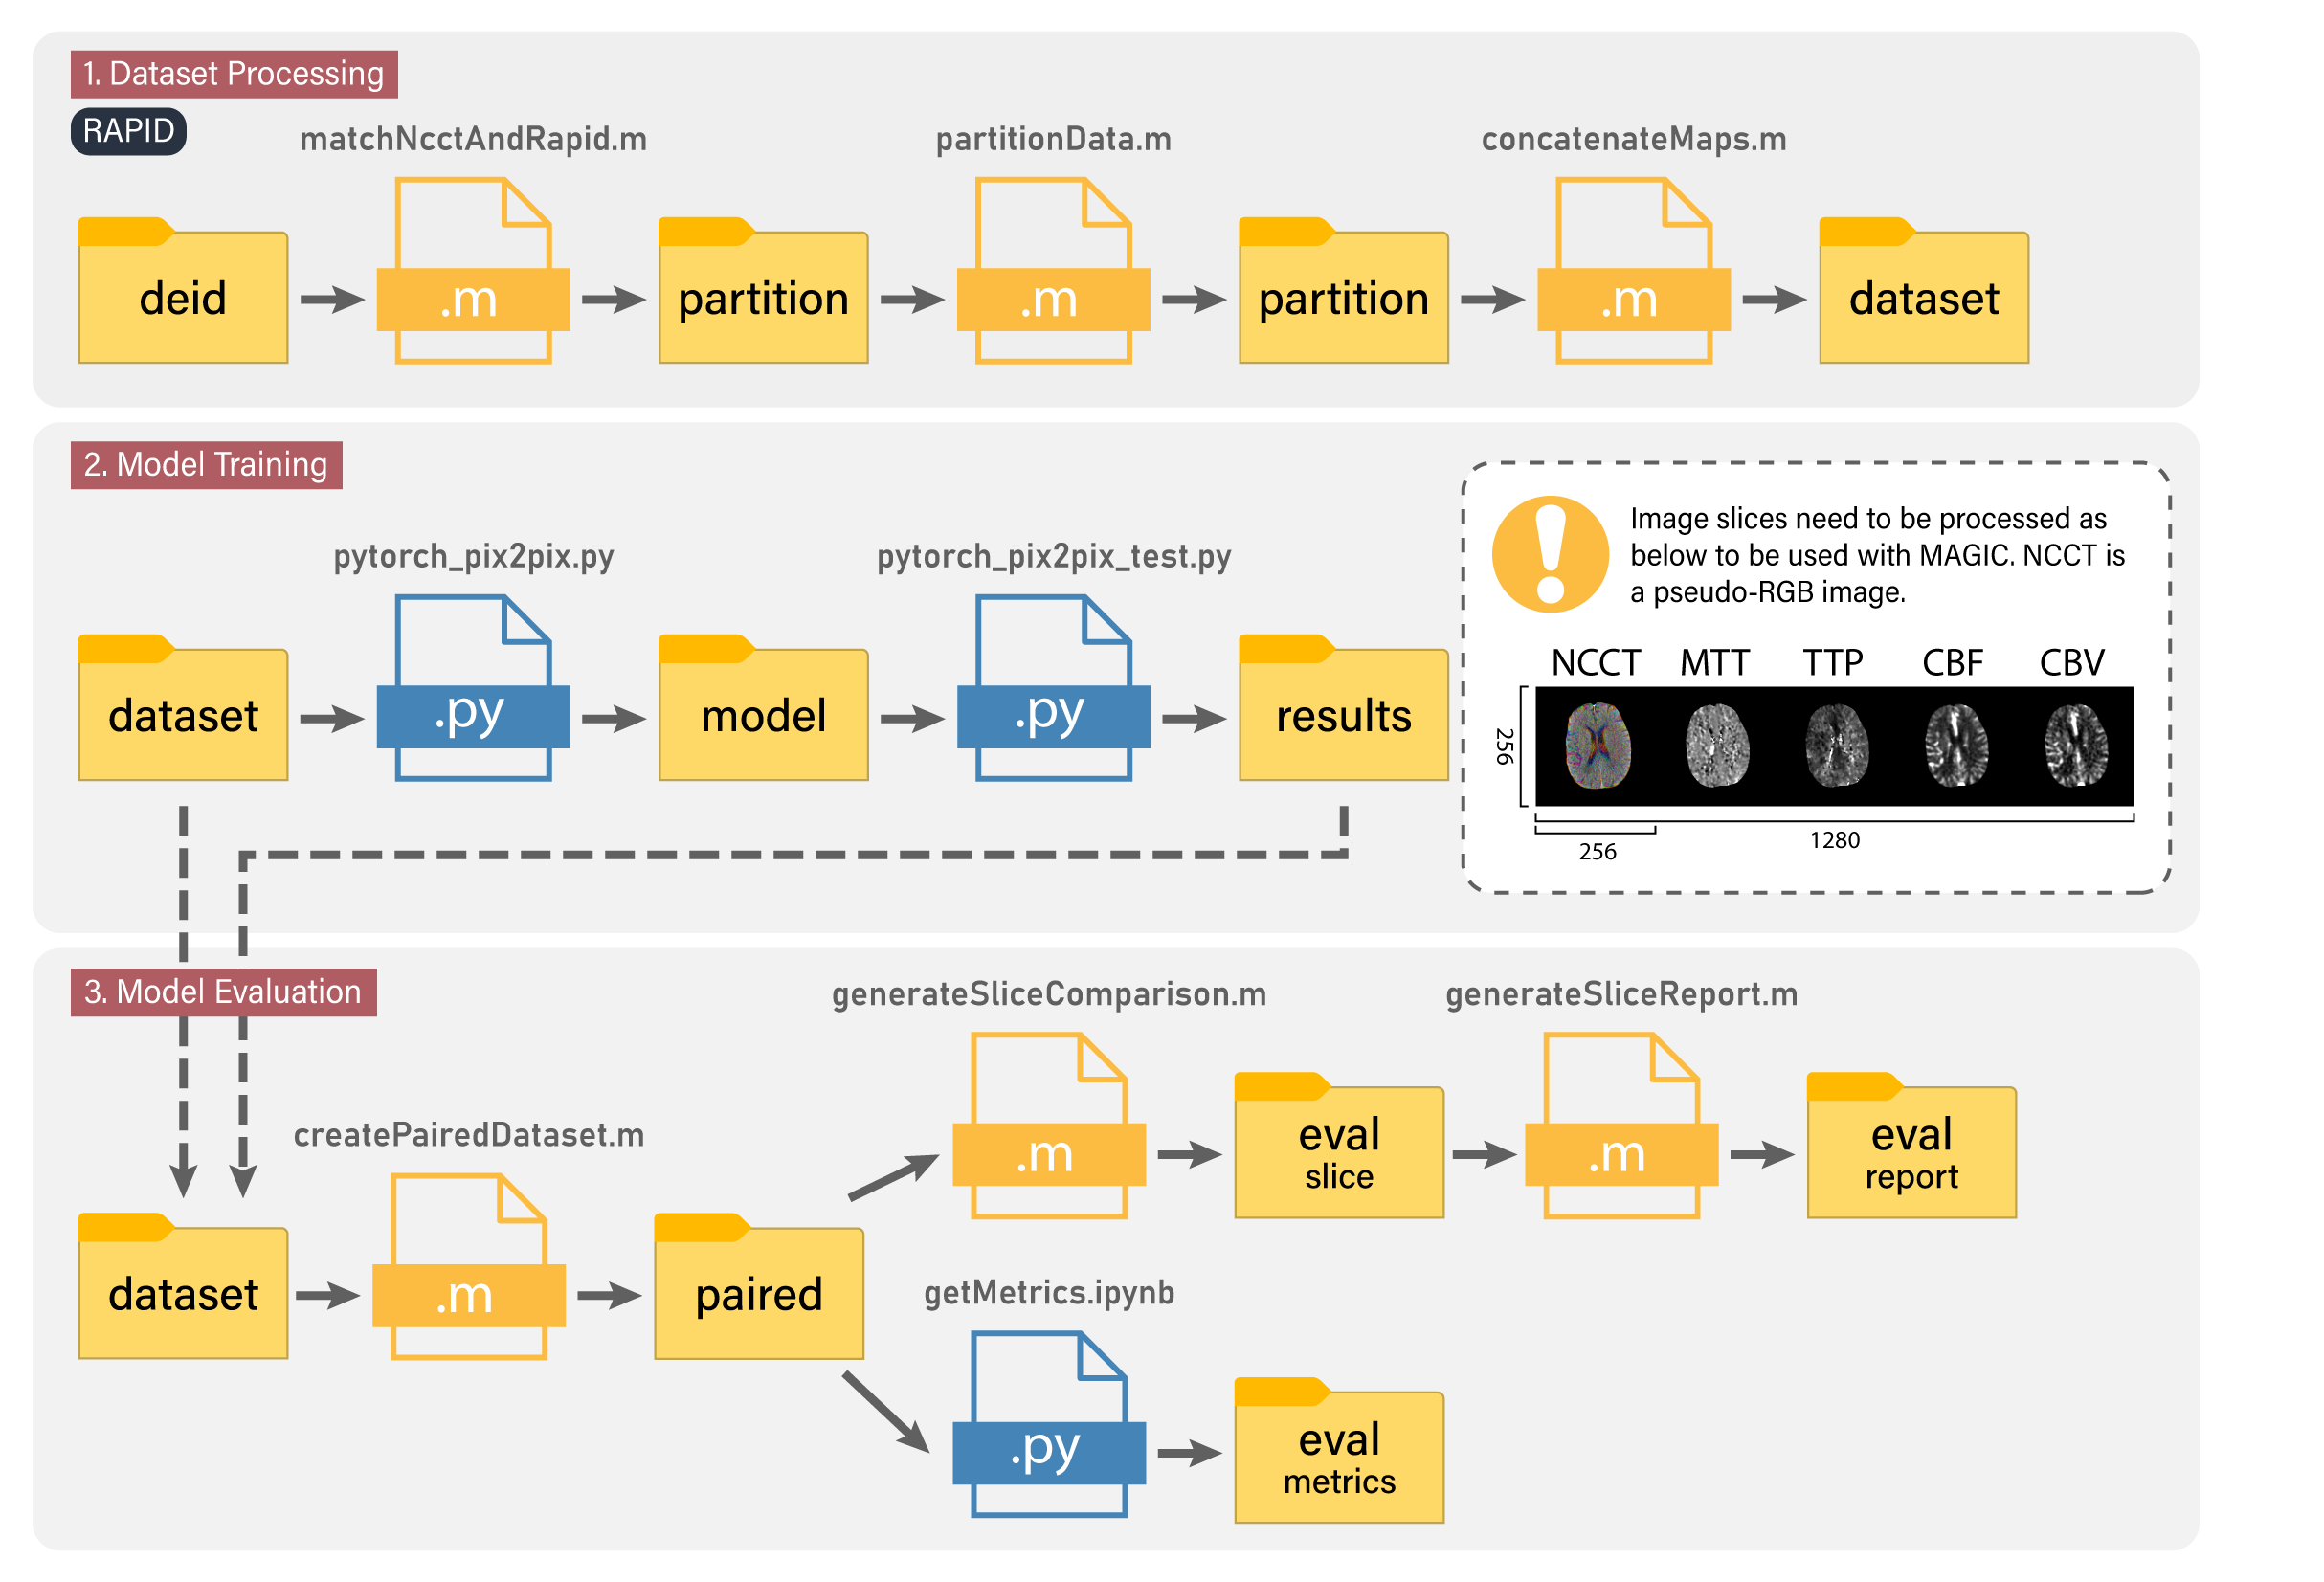 1. Dataset Processing
RAPID
matchNcctAndRapid.m
partitionData.m
concatenateMaps.m
deid
.m
partition
.m
partition
.m
dataset
2. Model Training
pytorch_pix2pix.py
pytorch_pix2pix_test.py
dataset
.py
model
.py
results
Image slices need to be processed as
below to be used with MAGIC. NCCT is
a pseudo-RGB image.
NCCT MTT TTP CBF CBV
256
256
1280
3. Model Evaluation
generateSliceComparison.m
generateSliceReport.m
.m
eval
slice
.m
eval
report
createPairedDataset.m
dataset
.m
paired
getMetrics.ipynb
.py
eval
metrics